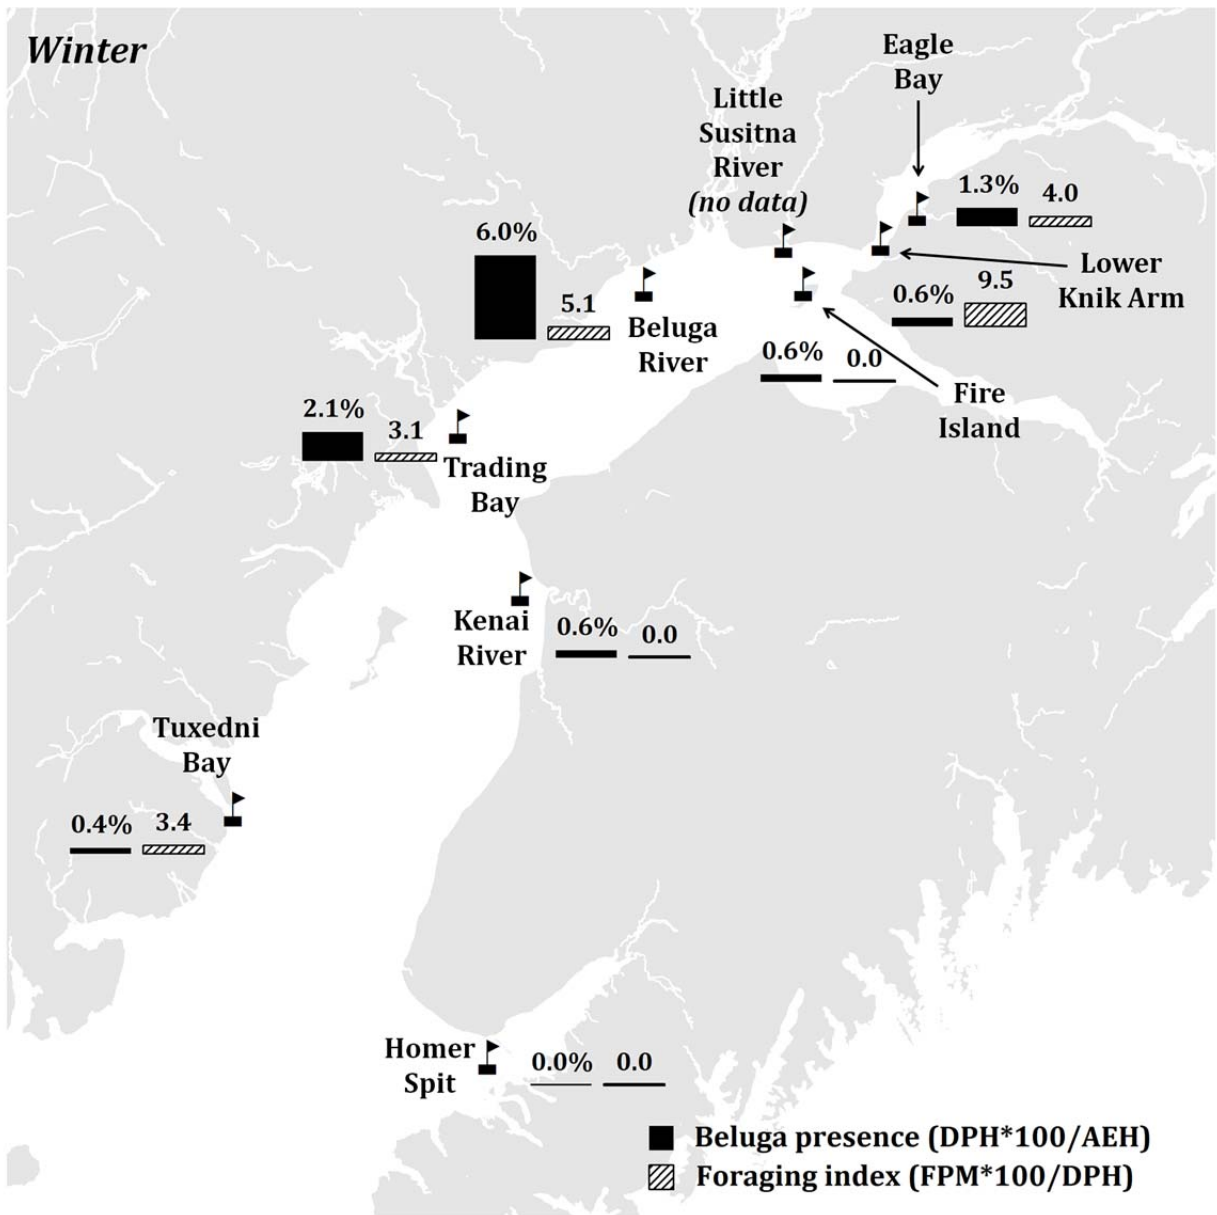 Winter
Eagle
Bay
Little
Susitna
River
(no data)
1.3%
4.0
6.0%
5.1
Beluga
River
Lower
Knik Arm
0.6%
9.5
0.6%
0.0
Fire
Island
2.1%
3.1
Trading
Bay
Kenai
River
0.6%
0.0
Tuxedni
Bay
0.4%
3.4
Homer
Spit
0.0%
0.0
Beluga presence (DPH*100/AEH)
Foraging index (FPM*100/DPH)